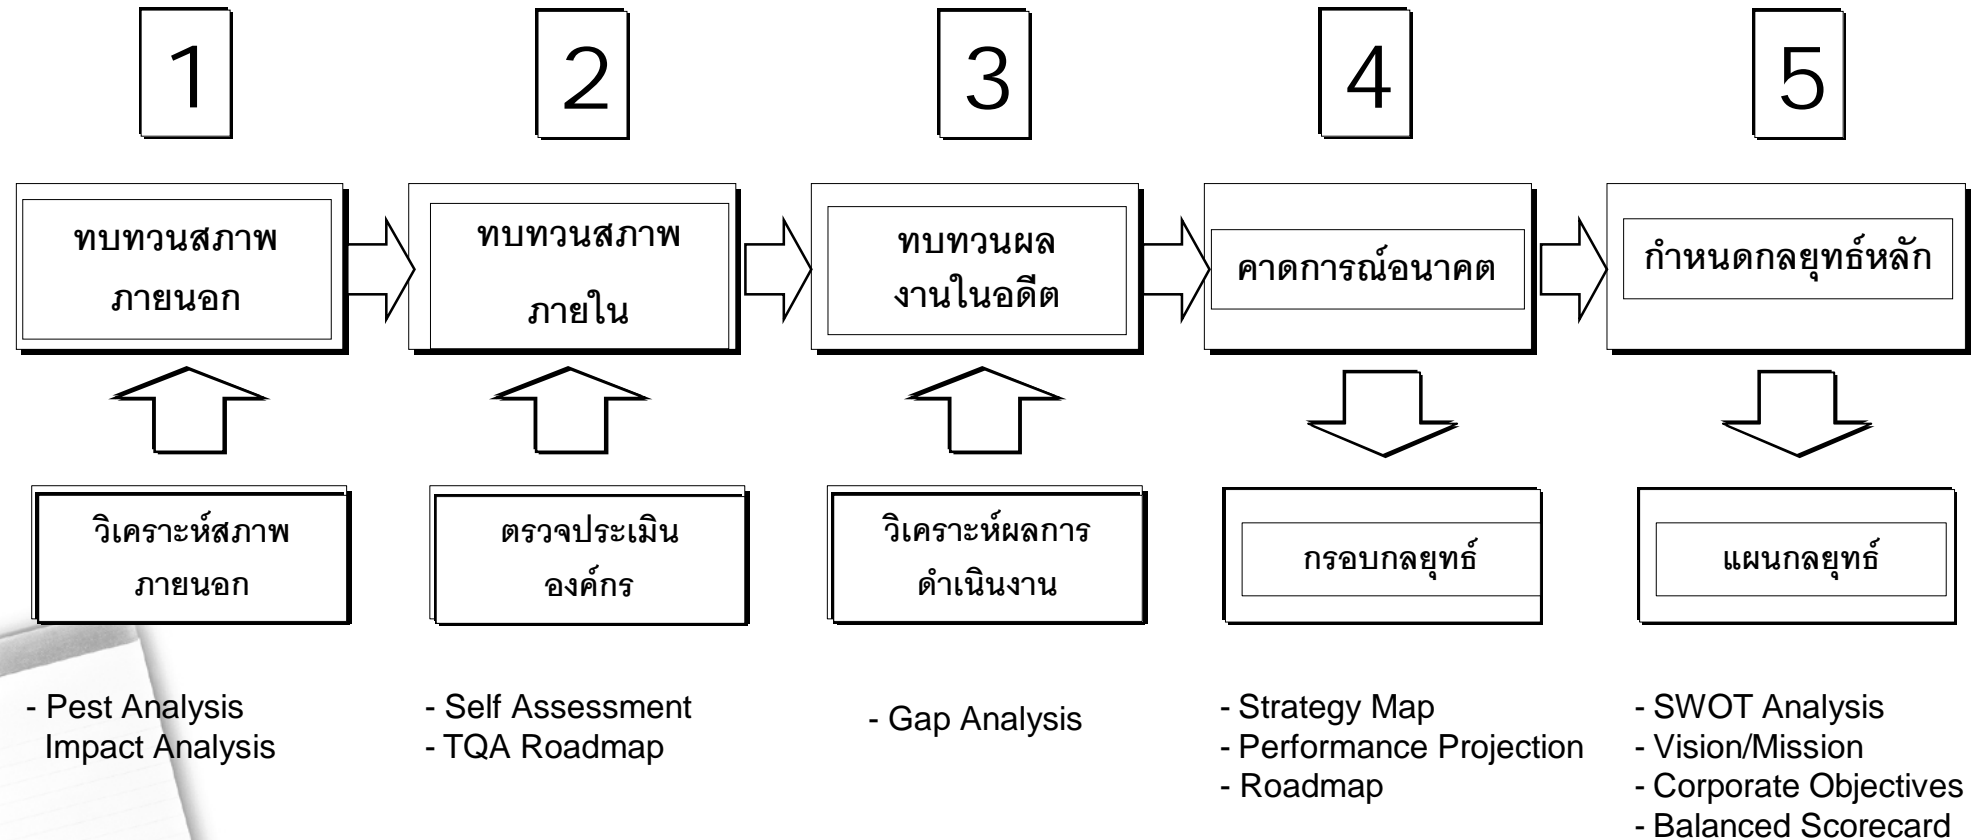 1
2
3
4
5
ทบทวนสภาพ
ภายนอก
ทบทวนสภาพ
ภายใน
ทบทวนผล
งานในอดีต
คาดการณ์อนาคต
กำหนดกลยุทธ์หลัก
วิเคราะห์สภาพ
ภายนอก
ตรวจประเมิน
องค์กร
วิเคราะห์ผลการ
ดำเนินงาน
กรอบกลยุทธ์
แผนกลยุทธ์
- Pest Analysis
Impact Analysis
- Self Assessment
- TQA Roadmap
- Gap Analysis
- Strategy Map
- Performance Projection
- Roadmap
- SWOT Analysis
- Vision/Mission
- Corporate Objectives
- Balanced Scorecard